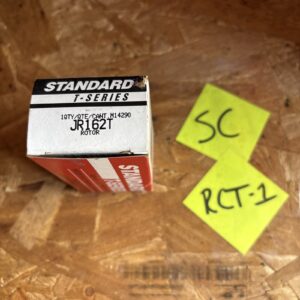 STANDARD
T-SERIES
1QTY/QTE/CANT M14290
JR162T
ROTOR
SC
RCT-1